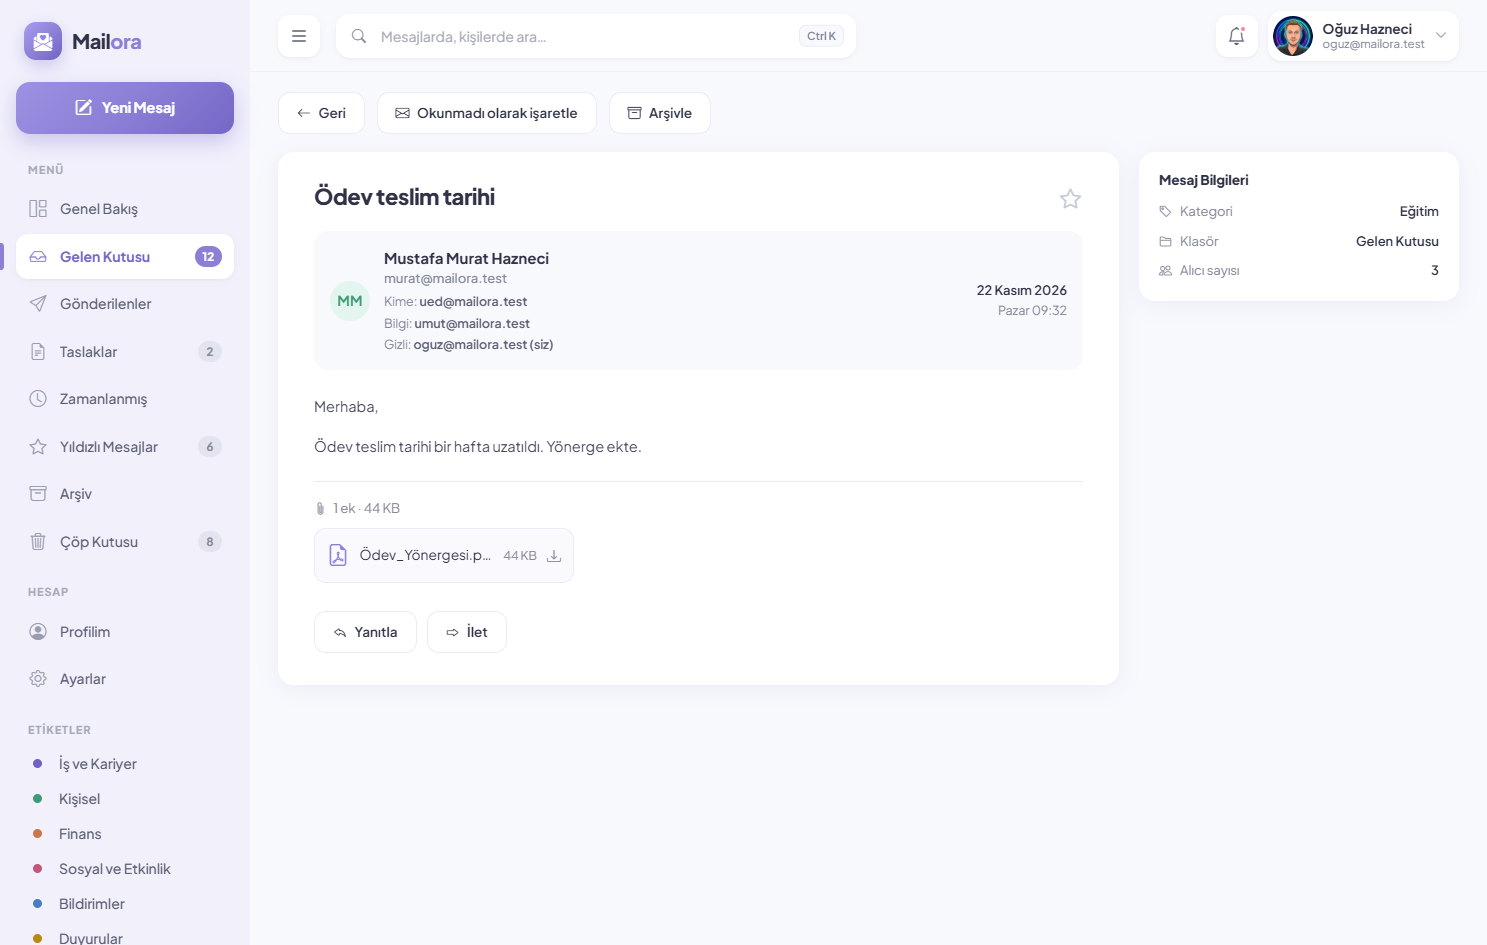 Mailora
Yeni Mesaj
MENÜ
Genel Bakış
Gelen Kutusu 12
Gönderilenler
Taslaklar 2
Zamanlanmış
Yıldızlı Mesajlar 6
Arşiv
Çöp Kutusu 8
HESAP
Profilim
Ayarlar
ETİKETLER
İş ve Kariyer
Kişisel
Finans
Sosyal ve Etkinlik
Bildirimler
Duyurular
Mesajlarda, kişilerde ara...
Ctrl K
Oğuz Hazneci
oguz@mailora.test
Geri
Okunmadı olarak işaretle
Arşivle
Ödev teslim tarihi
MM
Mustafa Murat Hazneci
murat@mailora.test
Kime: ued@mailora.test
Bilgi: umut@mailora.test
Gizli: oguz@mailora.test (siz)
22 Kasım 2026
Pazar 09:32
Merhaba,
Ödev teslim tarihi bir hafta uzatıldı. Yönerge ekte.
1 ek · 44 KB
Ödev_Yönergesi.p... 44 KB
Yanıtla
İlet
Mesaj Bilgileri
Kategori Eğitim
Klasör Gelen Kutusu
Alıcı sayısı 3